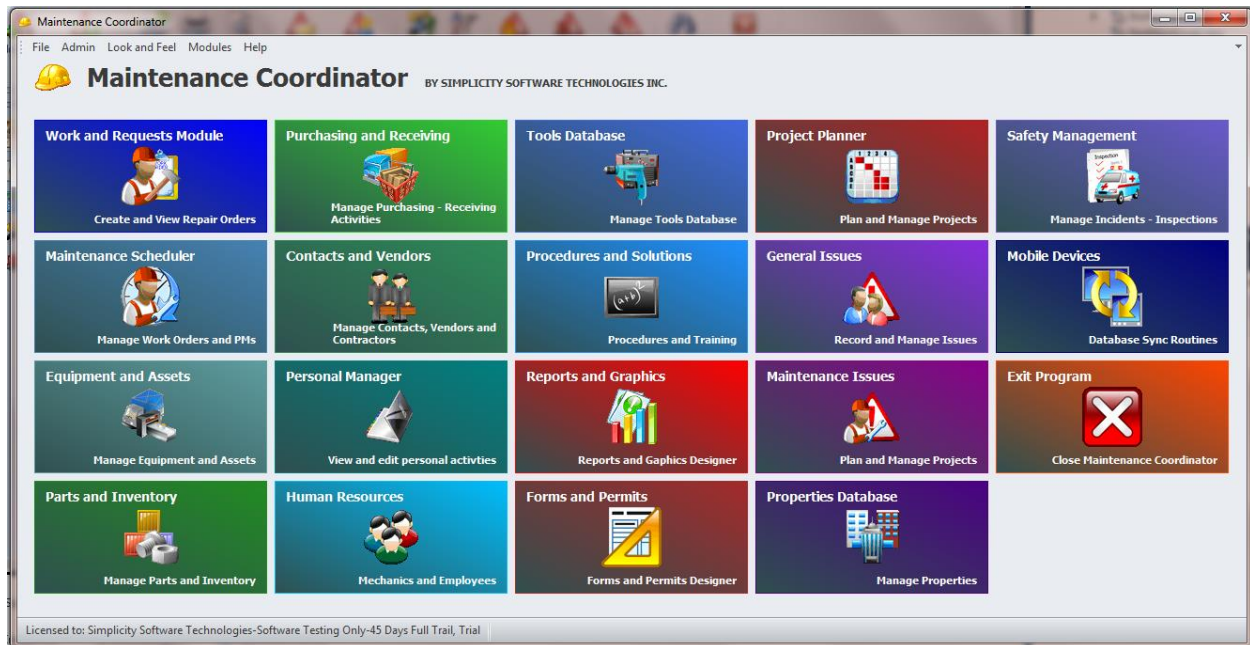 Maintenance Coordinator
File Admin Look and Feel Modules Help
Maintenance Coordinator BY SIMPLICITY SOFTWARE TECHNOLOGIES INC.
Work and Requests Module
Create and View Repair Orders
Purchasing and Receiving
Manage Purchasing - Receiving
Activities
Tools Database
Manage Tools Database
Project Planner
1 2 3 4
Plan and Manage Projects
Safety Management
Inspection
Manage Incidents - Inspections
Maintenance Scheduler
Manage Work Orders and PMs
Contacts and Vendors
Manage Contacts, Vendors and
Contractors
Procedures and Solutions
(a+b)²
Procedures and Training
General Issues
Record and Manage Issues
Mobile Devices
Database Sync Routines
Equipment and Assets
Manage Equipment and Assets
Personal Manager
View and edit personal activties
Reports and Graphics
Reports and Gaphics Designer
Maintenance Issues
Plan and Manage Projects
Exit Program
Close Maintenance Coordinator
Parts and Inventory
Manage Parts and Inventory
Human Resources
Mechanics and Employees
Forms and Permits
Forms and Permits Designer
Properties Database
Manage Properties
Licensed to: Simplicity Software Technologies-Software Testing Only-45 Days Full Trail, Trial